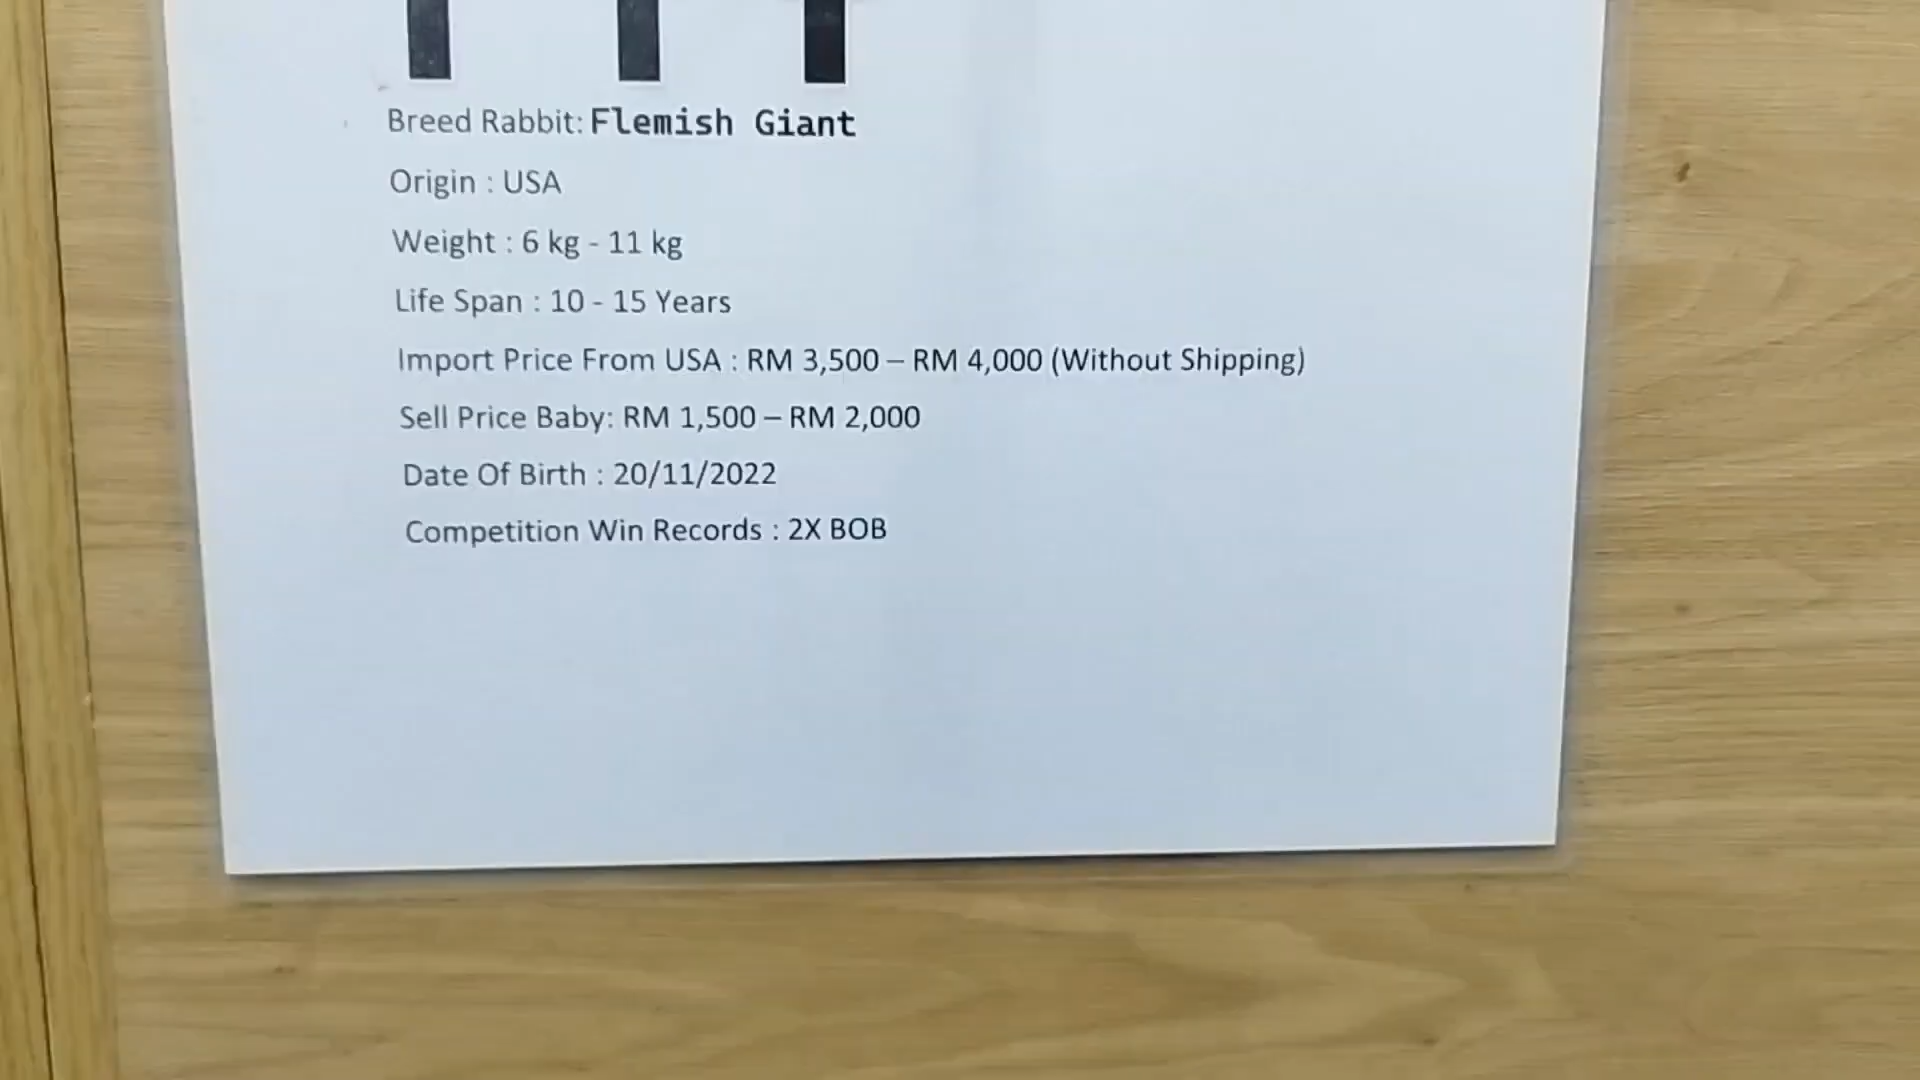 Breed Rabbit: Flemish Giant
Origin : USA
Weight : 6 kg - 11 kg
Life Span : 10 - 15 Years
Import Price From USA : RM 3,500 – RM 4,000 (Without Shipping)
Sell Price Baby: RM 1,500 – RM 2,000
Date Of Birth : 20/11/2022
Competition Win Records : 2X BOB